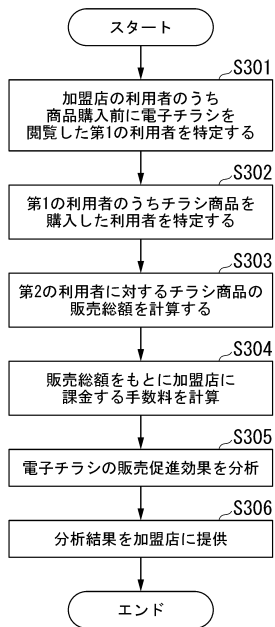 スタート
S301
加盟店の利用者のうち
商品購入前に電子チラシを
閲覧した第1の利用者を特定する
S302
第1の利用者のうちチラシ商品を
購入した利用者を特定する
S303
第2の利用者に対するチラシ商品の
販売総額を計算する
S304
販売総額をもとに加盟店に
課金する手数料を計算
S305
電子チラシの販売促進効果を分析
S306
分析結果を加盟店に提供
エンド